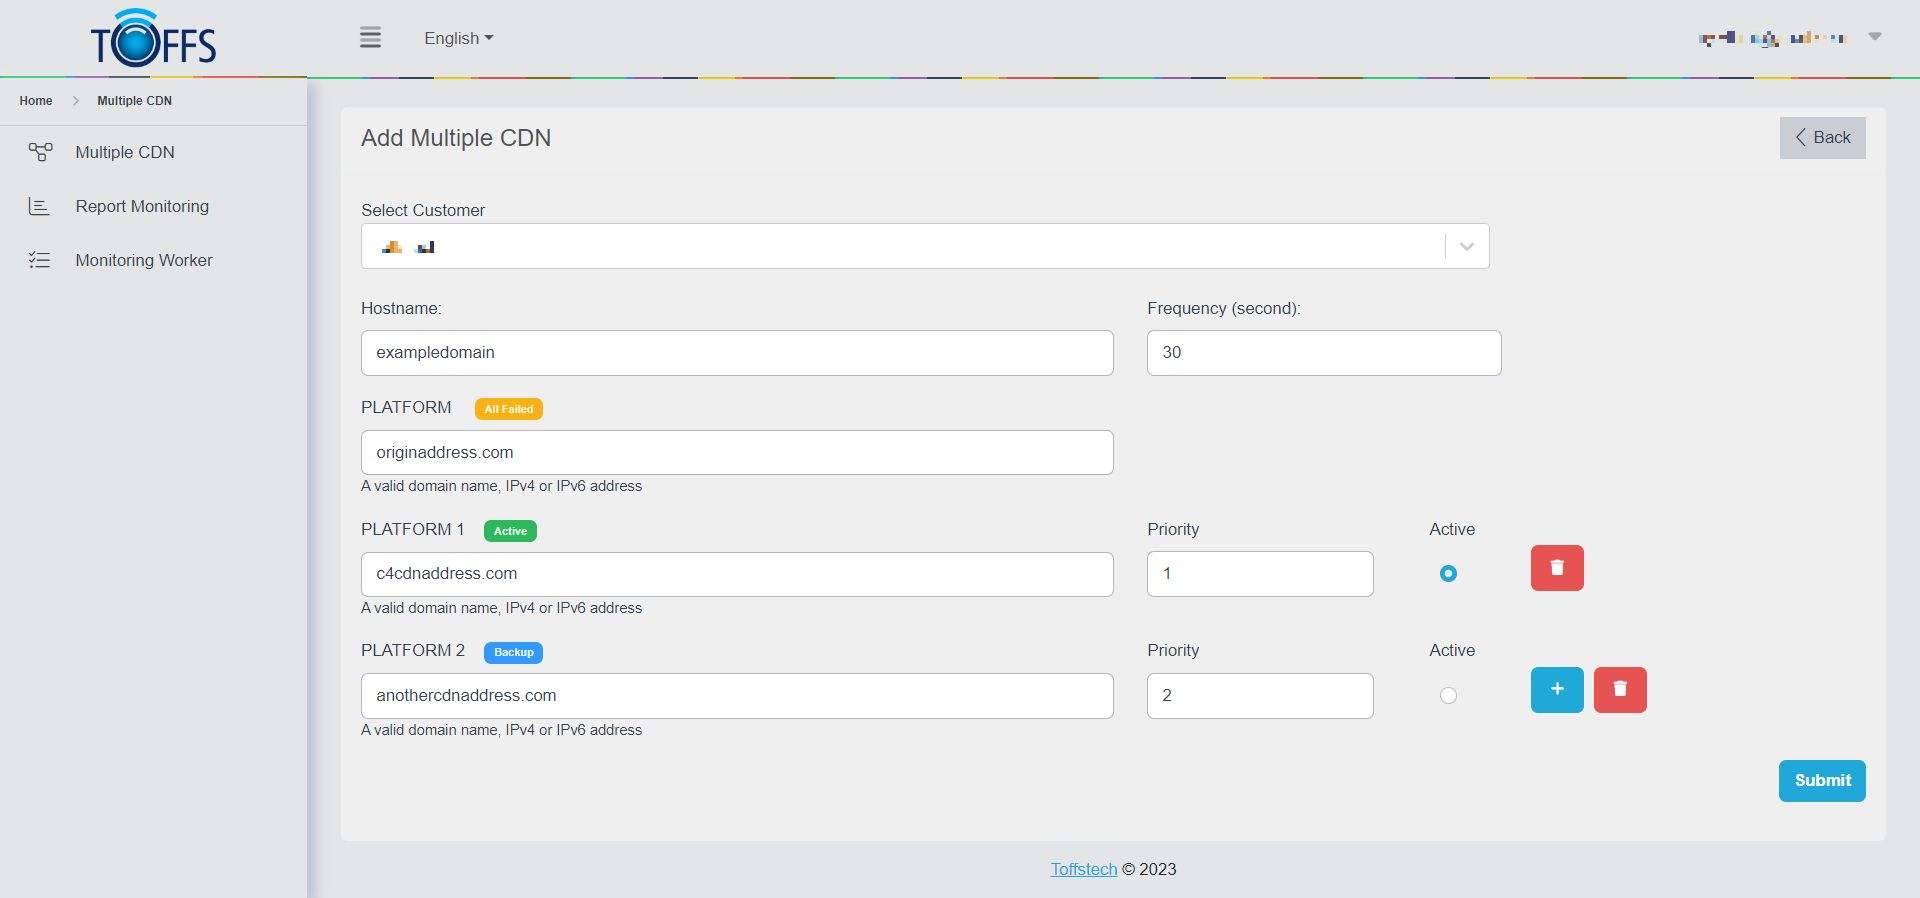 TOFFS
English
Home > Multiple CDN
Multiple CDN
Report Monitoring
Monitoring Worker
Add Multiple CDN
Back
Select Customer
Hostname:
Frequency (second):
exampledomain
30
PLATFORM
All Failed
originaddress.com
A valid domain name, IPv4 or IPv6 address
PLATFORM 1
Active
Priority
Active
c4cdnaddress.com
1
A valid domain name, IPv4 or IPv6 address
PLATFORM 2
Backup
Priority
Active
anothercdnaddress.com
2
A valid domain name, IPv4 or IPv6 address
Submit
Toffstech © 2023